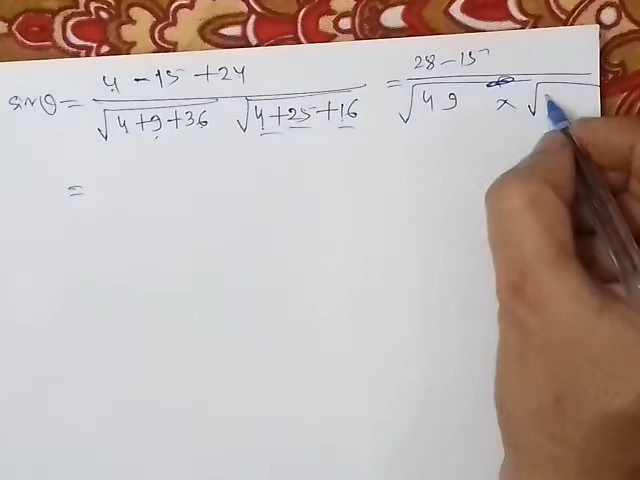 sinθ = 4 - 15 + 24 / √4+9+36 √4+25+16 = 28 - 15 / √49 × √
=